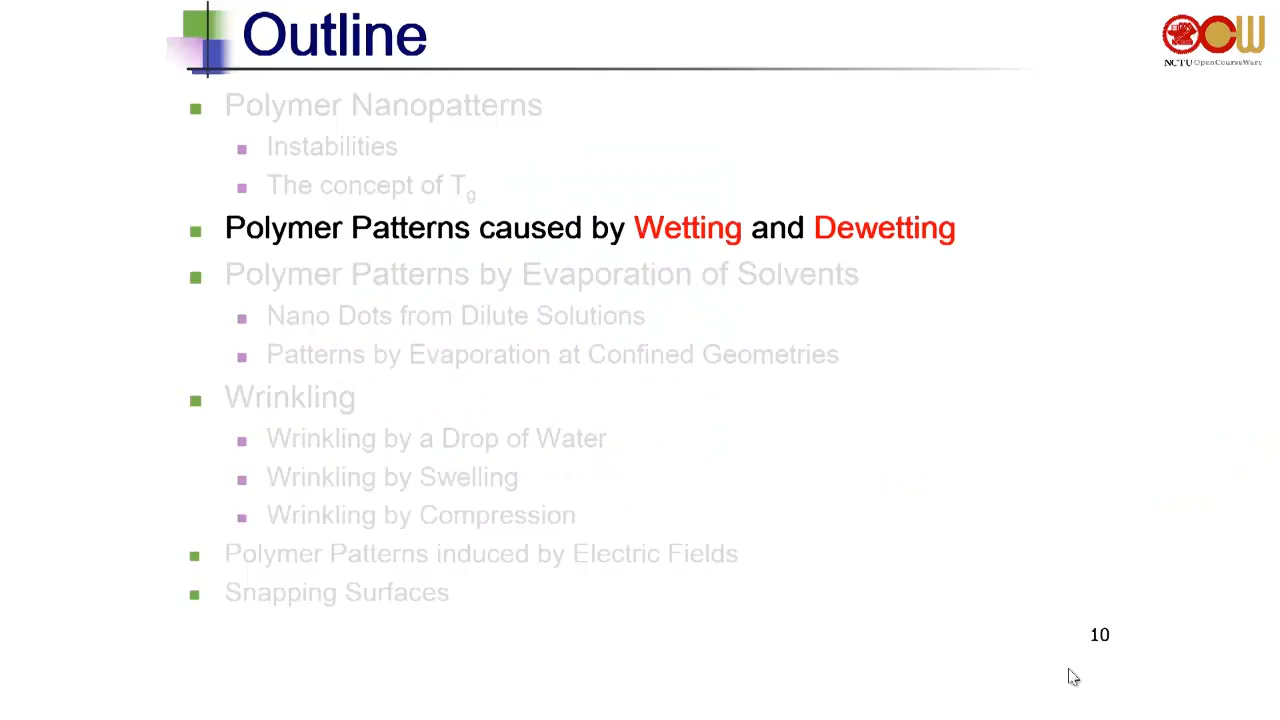 Outline
NCTU OpenCourseWare
Polymer Nanopatterns
Instabilities
The concept of Tg
Polymer Patterns caused by Wetting and Dewetting
Polymer Patterns by Evaporation of Solvents
Nano Dots from Dilute Solutions
Patterns by Evaporation at Confined Geometries
Wrinkling
Wrinkling by a Drop of Water
Wrinkling by Swelling
Wrinkling by Compression
Polymer Patterns induced by Electric Fields
Snapping Surfaces
10